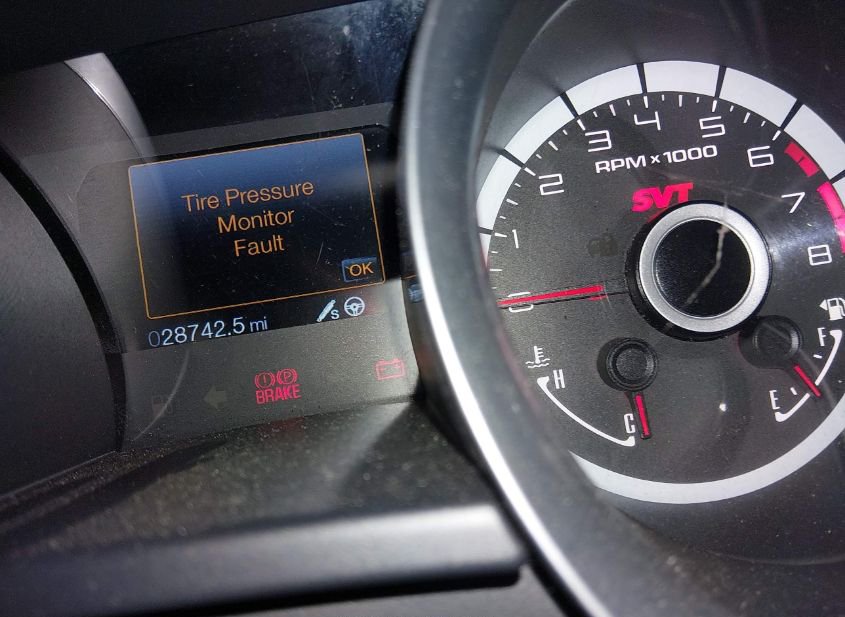 Tire Pressure
Monitor
Fault
OK
028742.5 mi
S
BRAKE
P
0
1
2
3
4
5
6
7
8
RPM x 1000
SVT
H
C
F
E